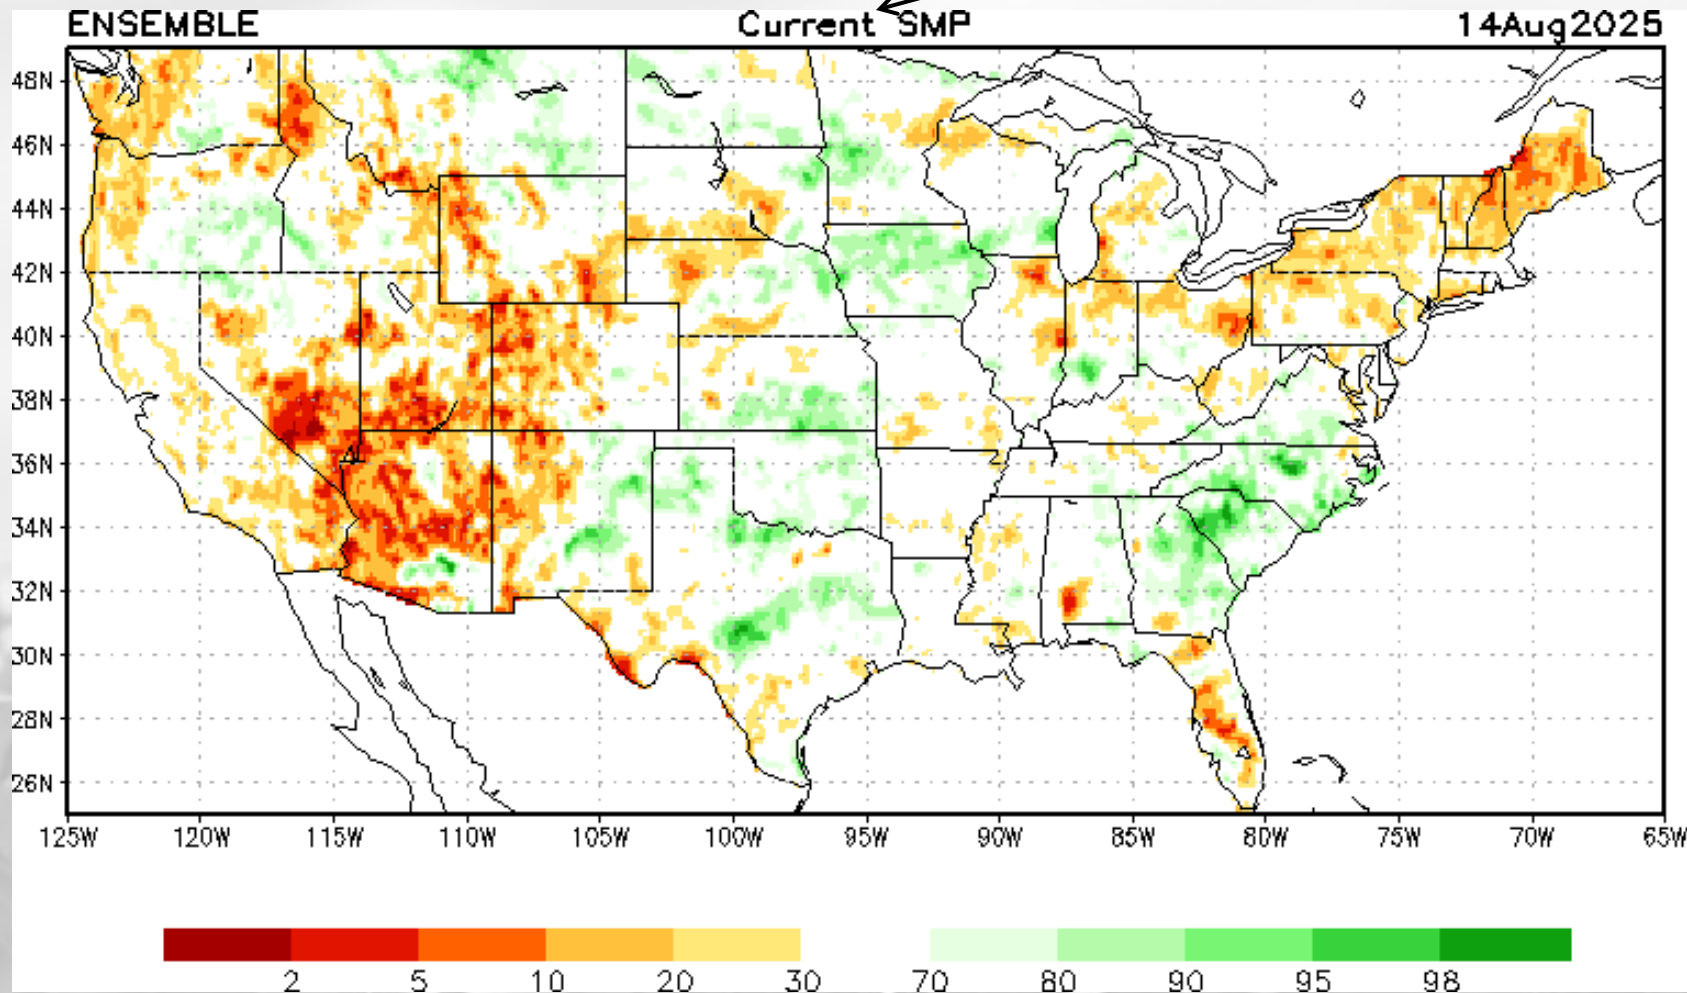 ENSEMBLE Current SMP 14Aug2025
48N
46N
44N
42N
40N
38N
36N
34N
32N
30N
28N
26N
125W 120W 115W 110W 105W 100W 95W 90W 85W 80W 75W 70W 65W
2 5 10 20 30 70 80 90 95 98